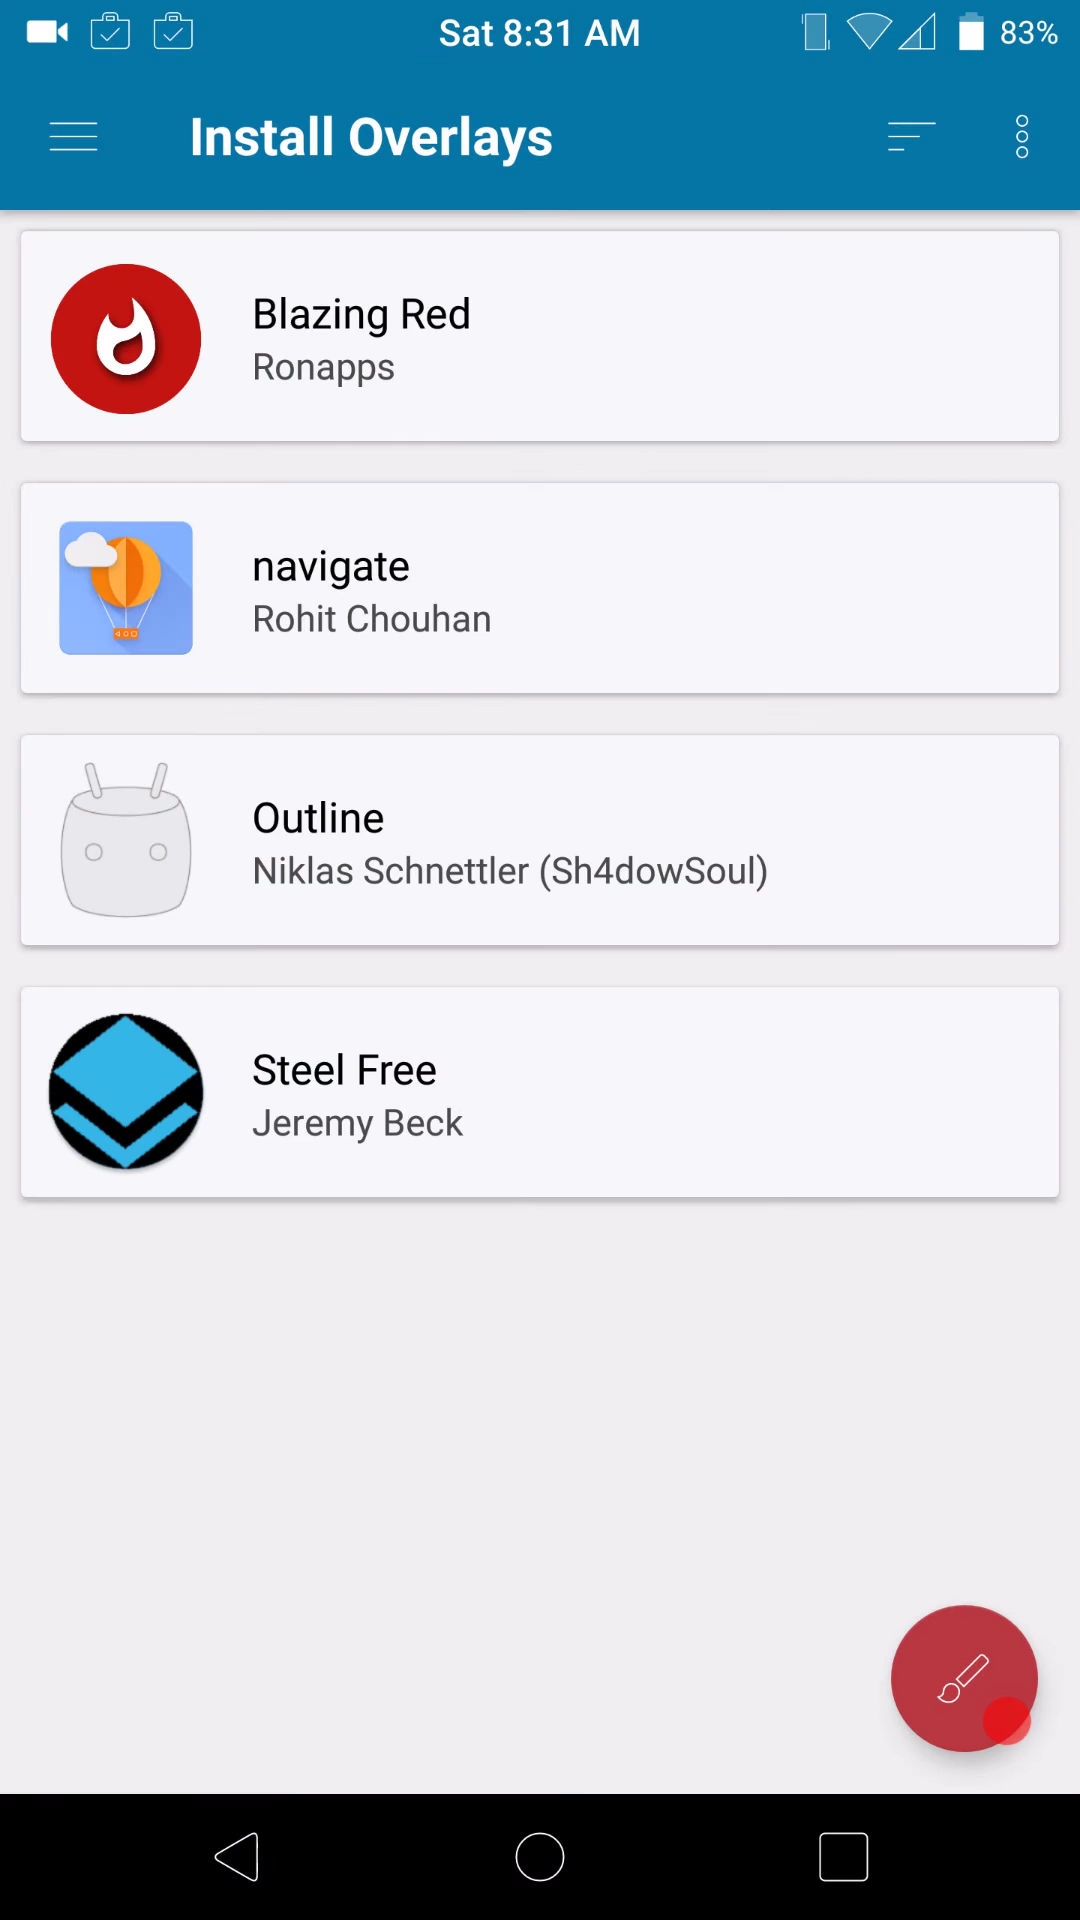 Sat 8:31 AM
83%
Install Overlays
Blazing Red
Ronapps
navigate
Rohit Chouhan
Outline
Niklas Schnettler (Sh4dowSoul)
Steel Free
Jeremy Beck